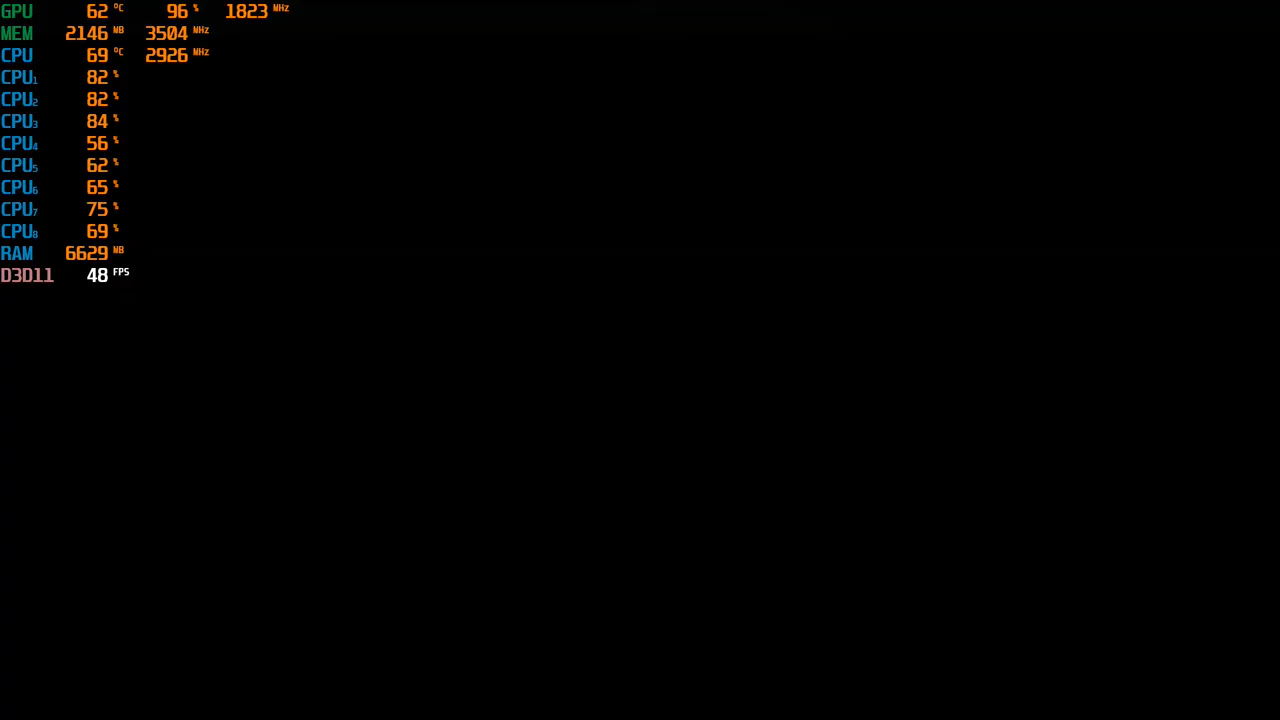 GPU 62 °C 96 % 1823 MHz
MEM 2146 MB 3504 MHz
CPU 69 °C 2926 MHz
CPU1 82 %
CPU2 82 %
CPU3 84 %
CPU4 56 %
CPU5 62 %
CPU6 65 %
CPU7 75 %
CPU8 69 %
RAM 6629 MB
D3D11 48 FPS